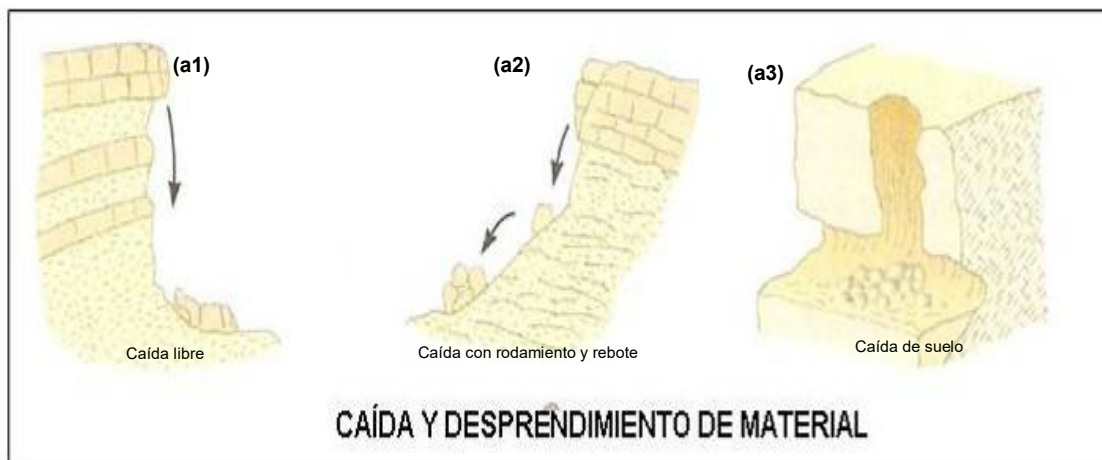 (a1)
(a2)
(a3)
Caída libre
Caída con rodamiento y rebote
Caída de suelo
CAÍDA Y DESPRENDIMIENTO DE MATERIAL